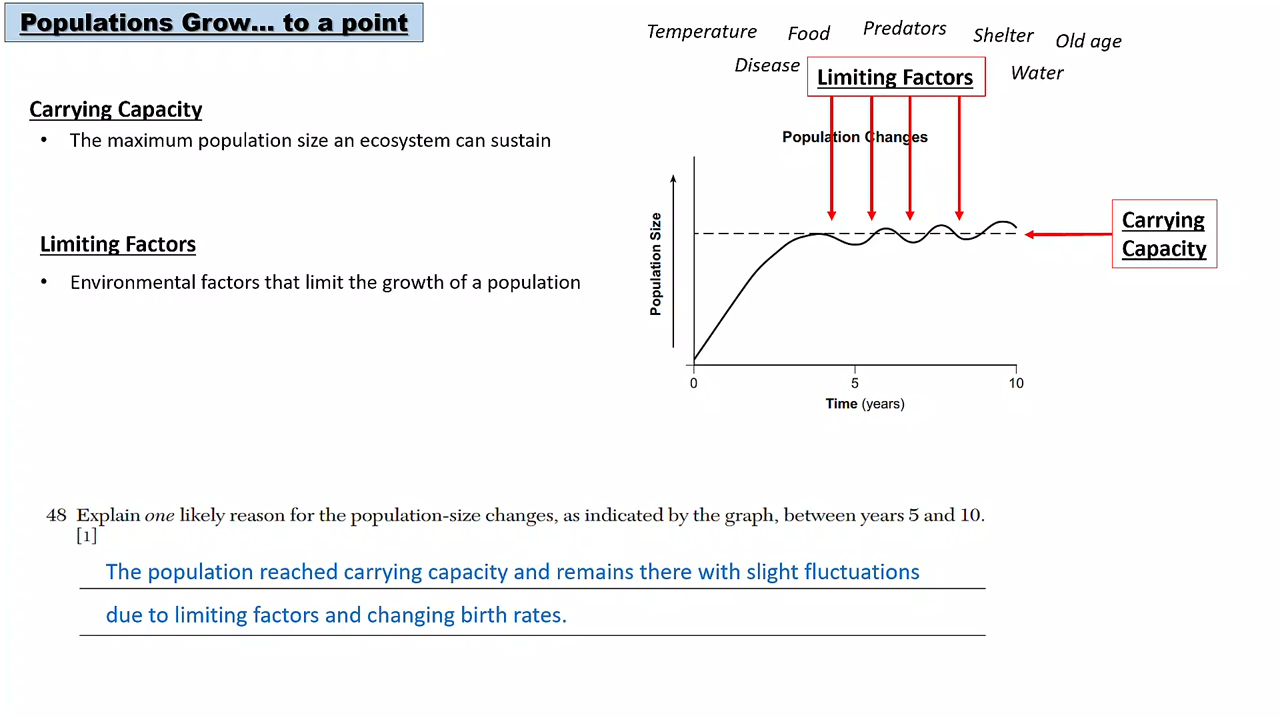 Populations Grow... to a point
Temperature Food Predators Shelter Old age
Disease Limiting Factors Water
Carrying Capacity
• The maximum population size an ecosystem can sustain
Limiting Factors
• Environmental factors that limit the growth of a population
Population Changes
Population Size
0 5 10
Time (years)
Carrying
Capacity
48 Explain one likely reason for the population-size changes, as indicated by the graph, between years 5 and 10.
[1]
The population reached carrying capacity and remains there with slight fluctuations
due to limiting factors and changing birth rates.